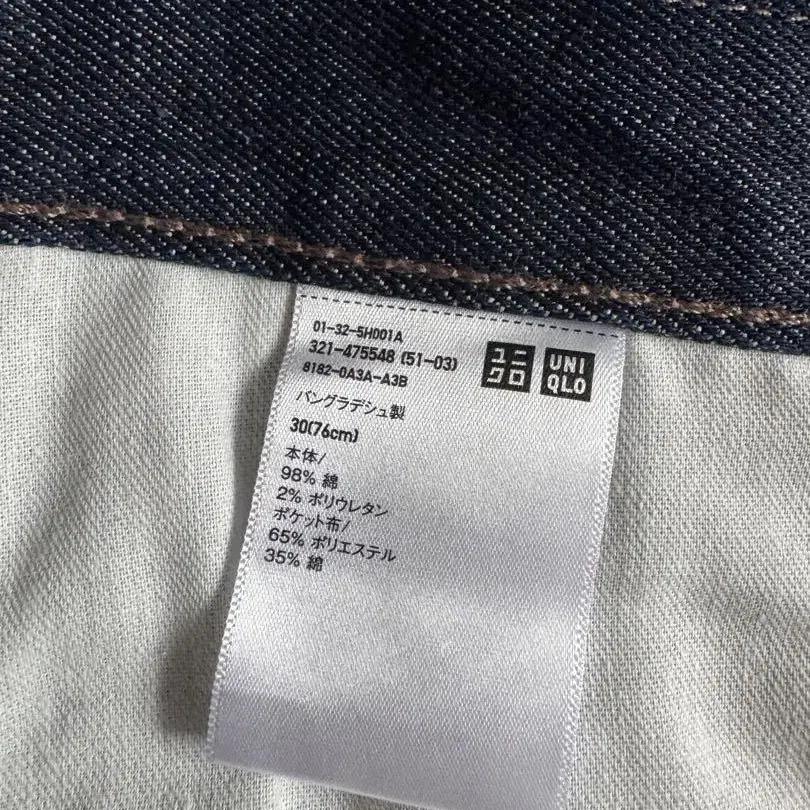 01-32-5H001A
321-475548 (51-03)
8182-0A3A-A3B
ユニ
クロ
UNI
QLO
バングラデシュ製
30(76cm)
本体/
98% 綿
2% ポリウレタン
ポケット布/
65% ポリエステル
35% 綿